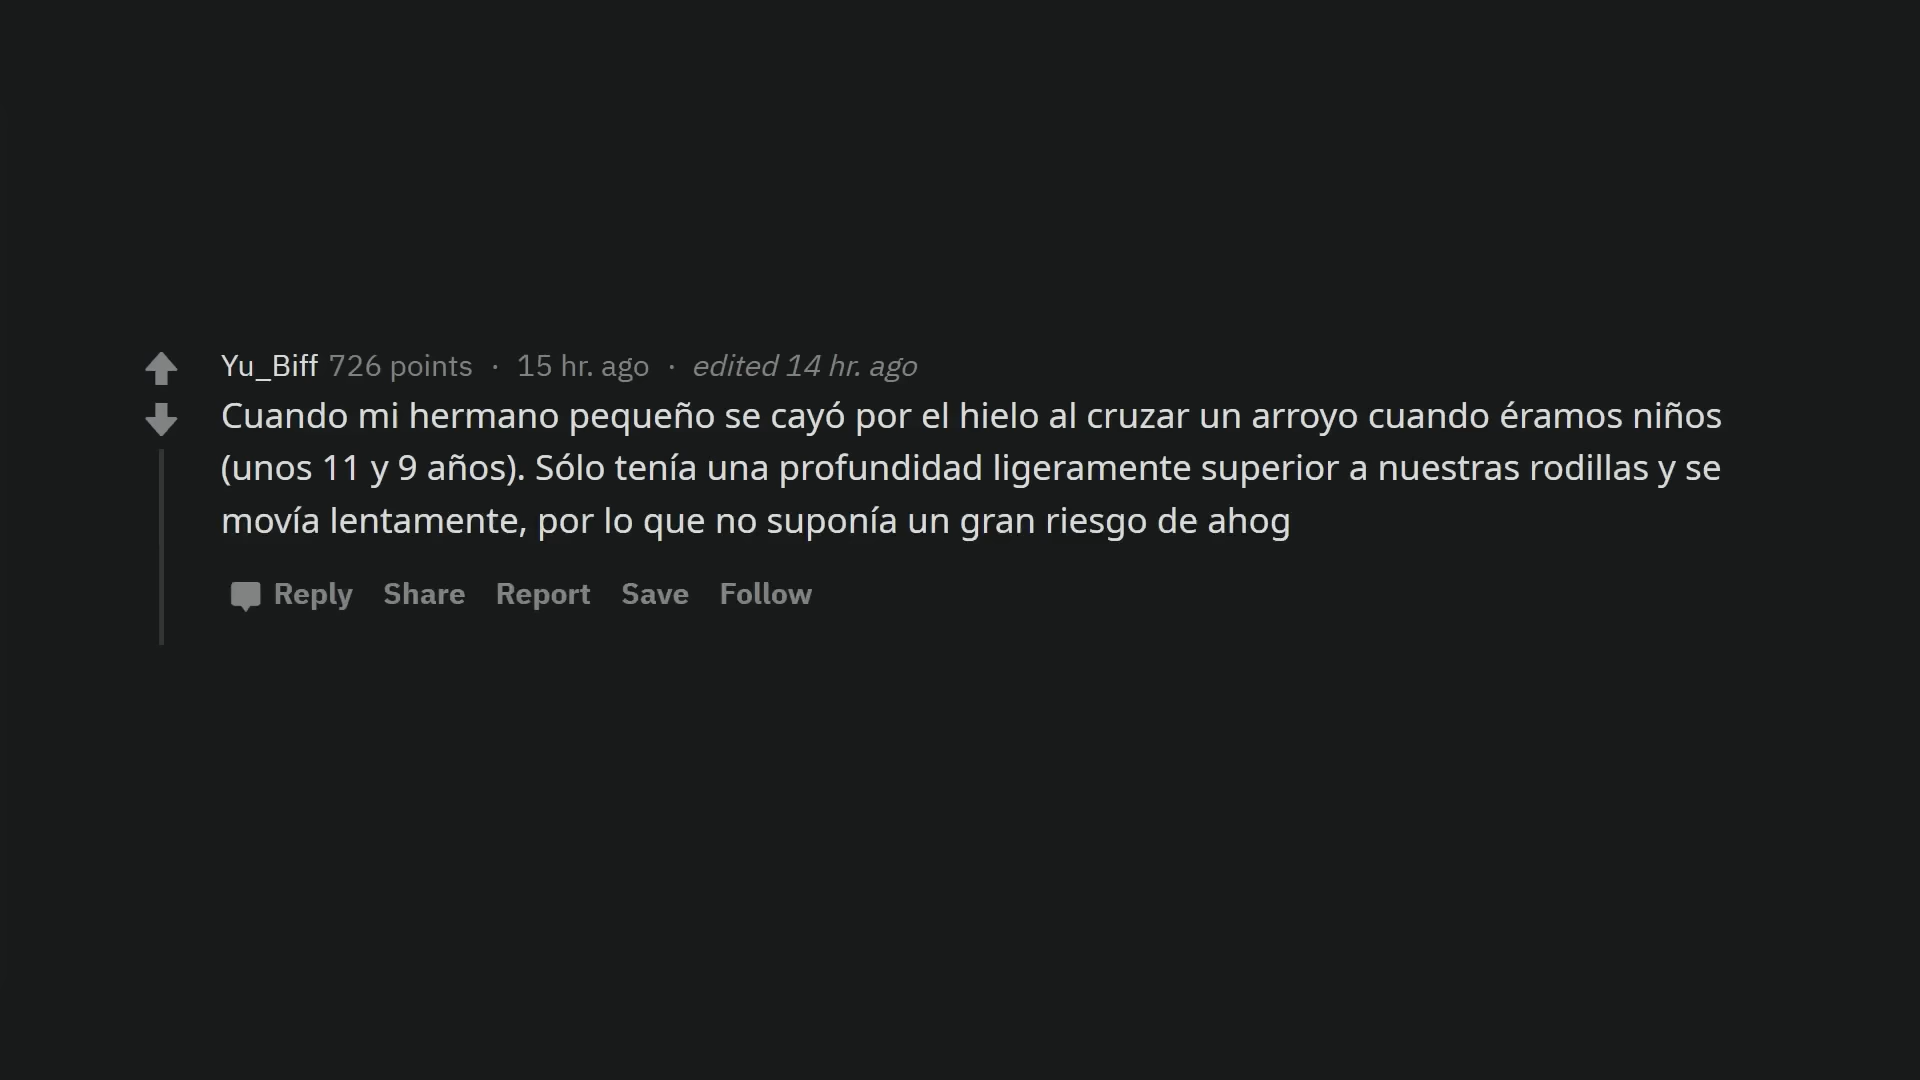 Yu_Biff 726 points · 15 hr. ago · edited 14 hr. ago
Cuando mi hermano pequeño se cayó por el hielo al cruzar un arroyo cuando éramos niños
(unos 11 y 9 años). Sólo tenía una profundidad ligeramente superior a nuestras rodillas y se
movía lentamente, por lo que no suponía un gran riesgo de ahog
Reply Share Report Save Follow